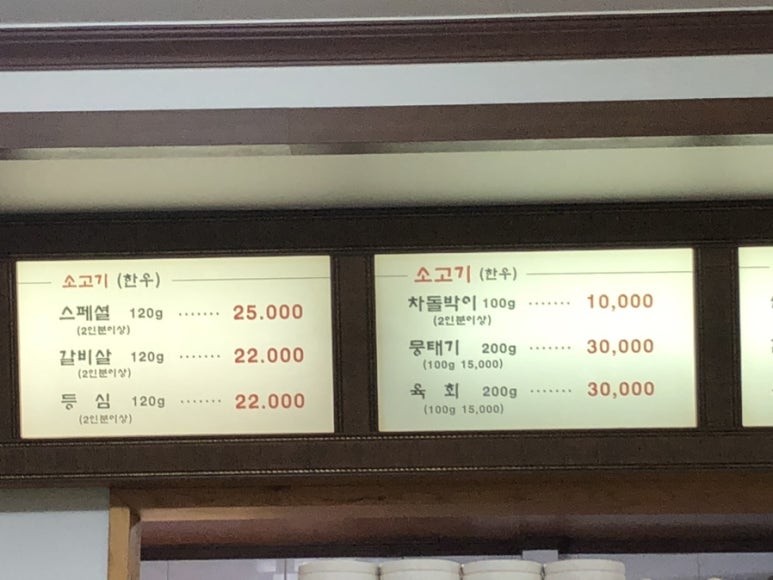 소고기 (한우)
스페셜 120g ······· 25.000
(2인분이상)
갈비살 120g ······· 22.000
(2인분이상)
등 심 120g ······· 22.000
(2인분이상)
소고기 (한우)
차돌박이 100g ······· 10,000
(2인분이상)
뭉태기 200g ······· 30,000
(100g 15,000)
육 회 200g ······· 30,000
(100g 15,000)